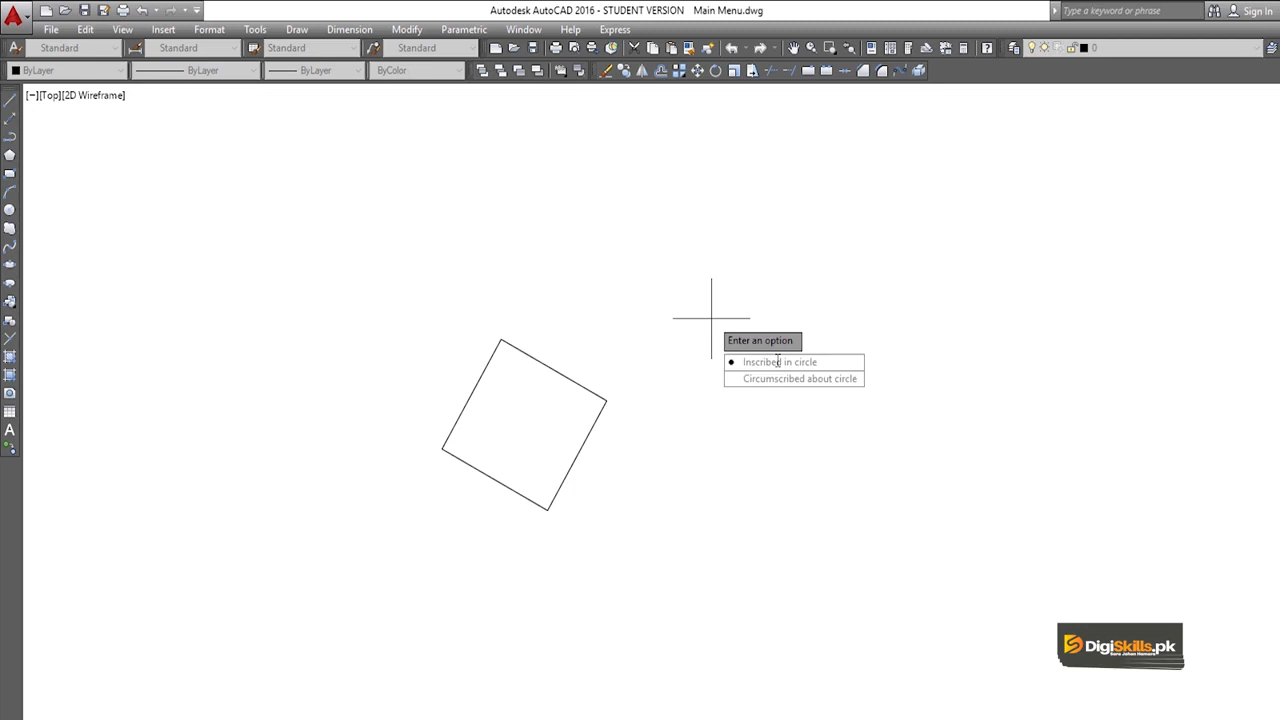 Autodesk AutoCAD 2016 - STUDENT VERSION Main Menu.dwg
Type a keyword or phrase
Sign In
File Edit View Insert Format Tools Draw Dimension Modify Parametric Window Help Express
Standard Standard Standard Standard 0
ByLayer ByLayer ByLayer ByColor
[−][Top][2D Wireframe]
Enter an option
Inscribed in circle
Circumscribed about circle
A
DigiSkills.pk